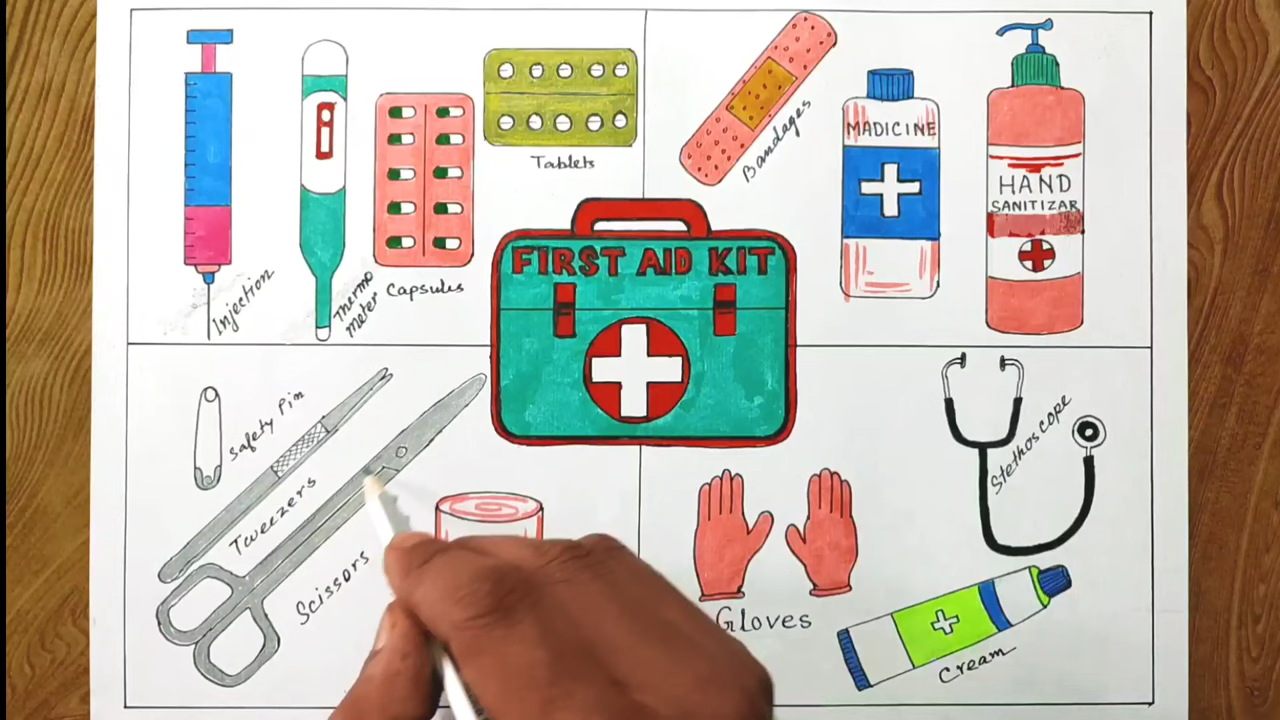 Injection
Thermo
meter
Capsules
Tablets
Bandages
MADICINE
HAND
SANITIZAR
FIRST AID KIT
Safety Pin
Tweezers
Scissors
Gloves
Stethoscope
Cream